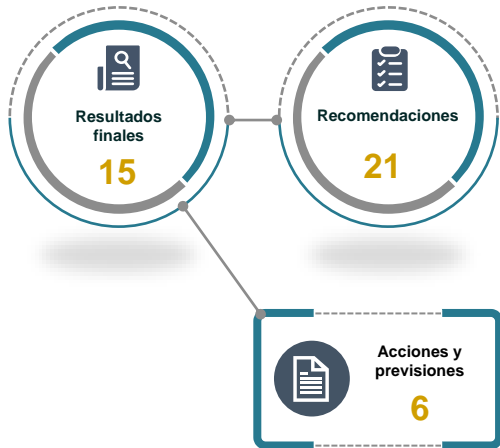 Resultados
finales
15
Recomendaciones
21
Acciones y
previsiones
6